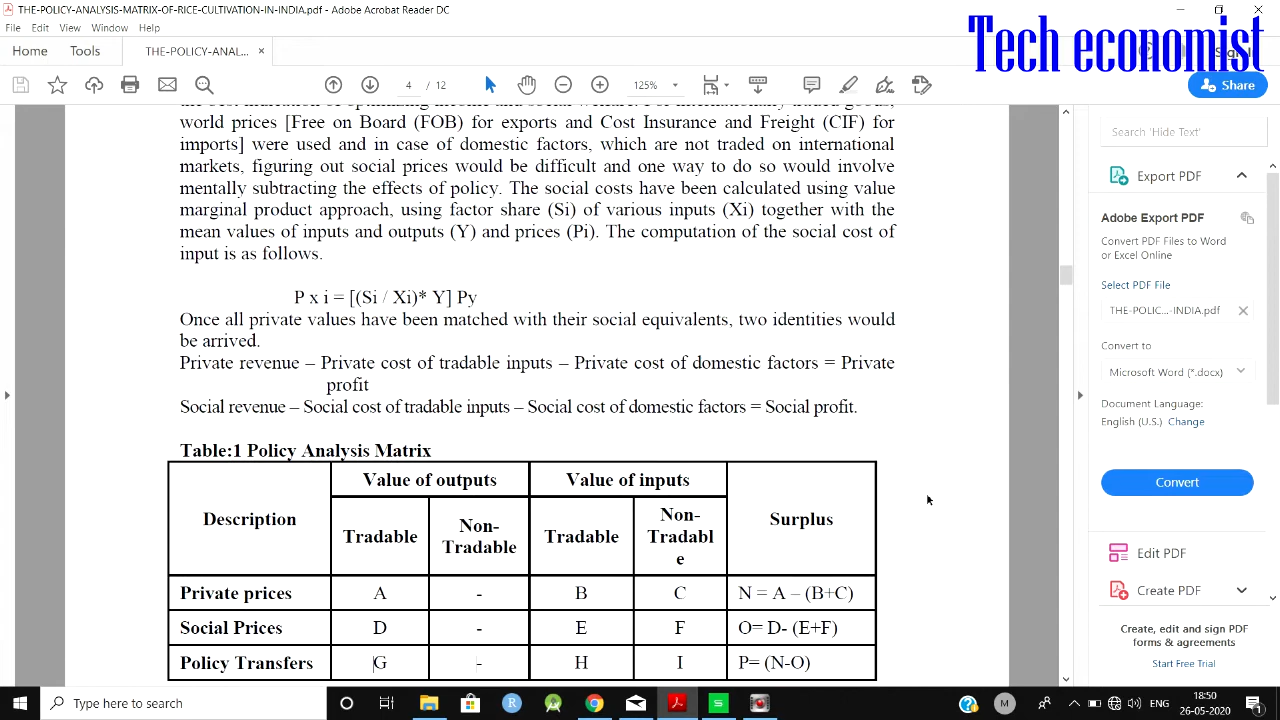 THE-POLICY-ANALYSIS-MATRIX-OF-RICE-CULTIVATION-IN-INDIA.pdf - Adobe Acrobat Reader DC
File Edit View Window Help
Tech economist
Home Tools THE-POLICY-ANAL... ×
4 / 12 125% Share
world prices [Free on Board (FOB) for exports and Cost Insurance and Freight (CIF) for
imports] were used and in case of domestic factors, which are not traded on international
markets, figuring out social prices would be difficult and one way to do so would involve
mentally subtracting the effects of policy. The social costs have been calculated using value
marginal product approach, using factor share (Si) of various inputs (Xi) together with the
mean values of inputs and outputs (Y) and prices (Pi). The computation of the social cost of
input is as follows.
P x i = [(Si / Xi)* Y] Py
Once all private values have been matched with their social equivalents, two identities would
be arrived.
Private revenue – Private cost of tradable inputs – Private cost of domestic factors = Private
profit
Social revenue – Social cost of tradable inputs – Social cost of domestic factors = Social profit.
Table:1 Policy Analysis Matrix
Description Value of outputs Value of inputs Surplus
Tradable Non-Tradable Tradable Non-Tradable
Private prices A - B C N = A – (B+C)
Social Prices D - E F O= D- (E+F)
Policy Transfers G - H I P= (N-O)
Search 'Hide Text'
Export PDF
Adobe Export PDF
Convert PDF Files to Word
or Excel Online
Select PDF File
THE-POLIC...-INDIA.pdf
Convert to
Microsoft Word (*.docx)
Document Language:
English (U.S.) Change
Convert
Edit PDF
Create PDF
Create, edit and sign PDF
forms & agreements
Start Free Trial
Type here to search
R M ENG
18:50
26-05-2020